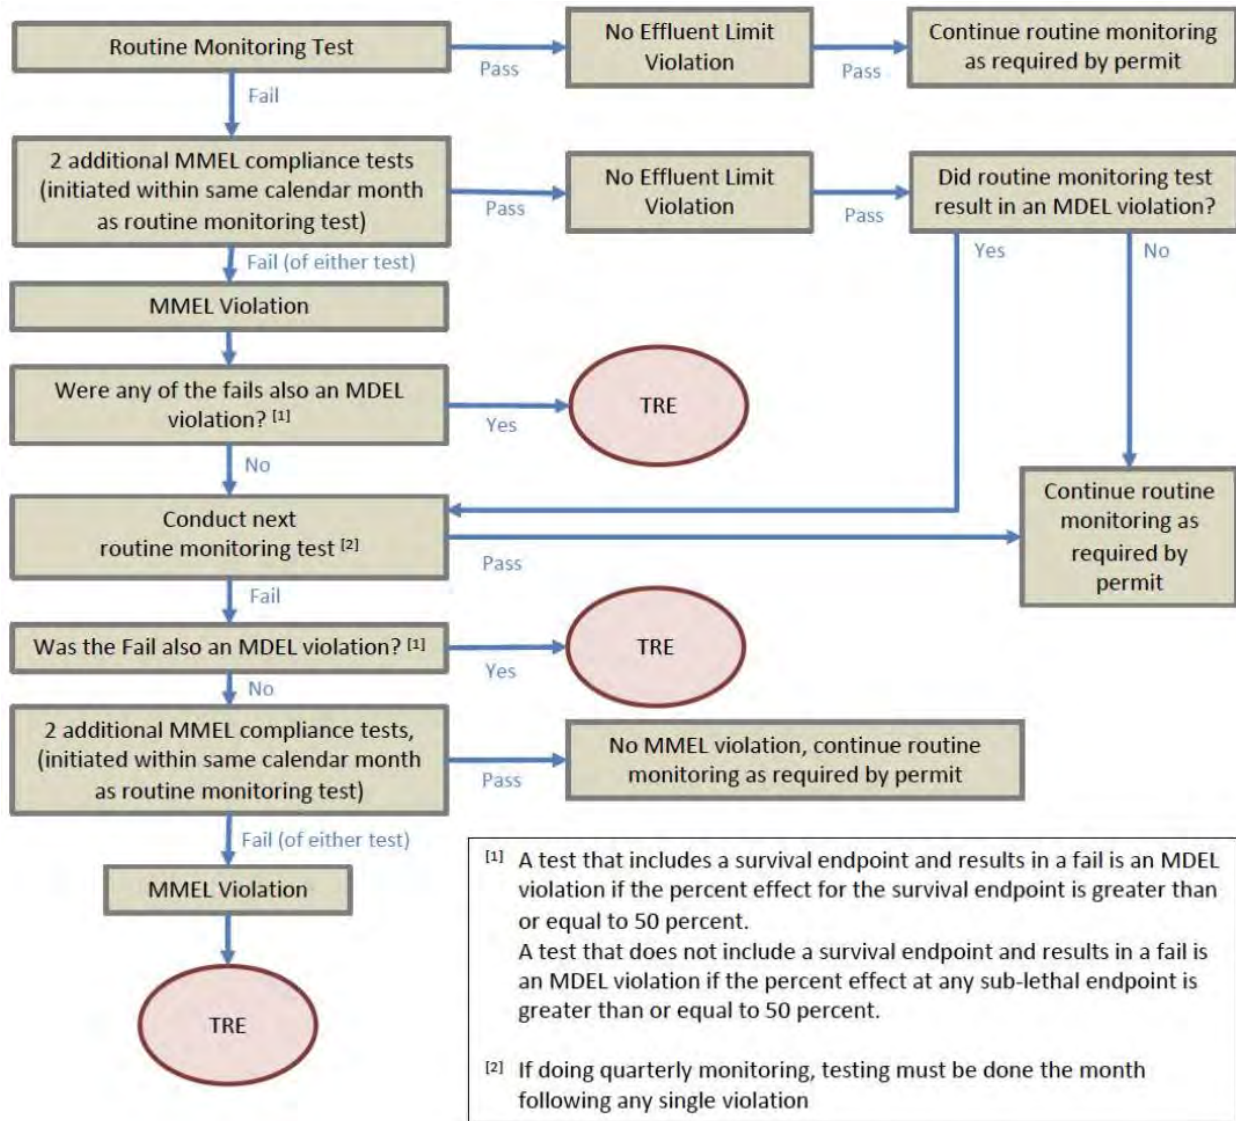 Routine Monitoring Test
Pass
No Effluent Limit
Violation
Pass
Continue routine monitoring
as required by permit
Fail
2 additional MMEL compliance tests
(initiated within same calendar month
as routine monitoring test)
Pass
No Effluent Limit
Violation
Pass
Did routine monitoring test
result in an MDEL violation?
Fail (of either test)
Yes
No
MMEL Violation
Were any of the fails also an MDEL
violation? [1]
Yes
TRE
No
Conduct next
routine monitoring test [2]
Pass
Continue routine
monitoring as
required by
permit
Fail
Was the Fail also an MDEL violation? [1]
Yes
TRE
No
2 additional MMEL compliance tests,
(initiated within same calendar month
as routine monitoring test)
Pass
No MMEL violation, continue routine
monitoring as required by permit
Fail (of either test)
MMEL Violation
TRE
[1] A test that includes a survival endpoint and results in a fail is an MDEL
violation if the percent effect for the survival endpoint is greater than
or equal to 50 percent.
A test that does not include a survival endpoint and results in a fail is
an MDEL violation if the percent effect at any sub-lethal endpoint is
greater than or equal to 50 percent.
[2] If doing quarterly monitoring, testing must be done the month
following any single violation